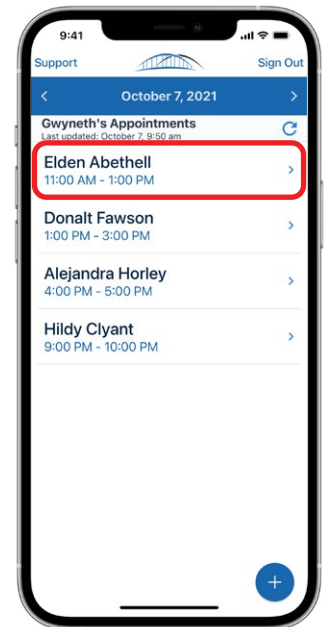 9:41
Support
Sign Out
October 7, 2021
Gwyneth's Appointments
Last updated: October 7, 9:50 am
Elden Abethell
11:00 AM - 1:00 PM
Donalt Fawson
1:00 PM - 3:00 PM
Alejandra Horley
4:00 PM - 5:00 PM
Hildy Clyant
9:00 PM - 10:00 PM